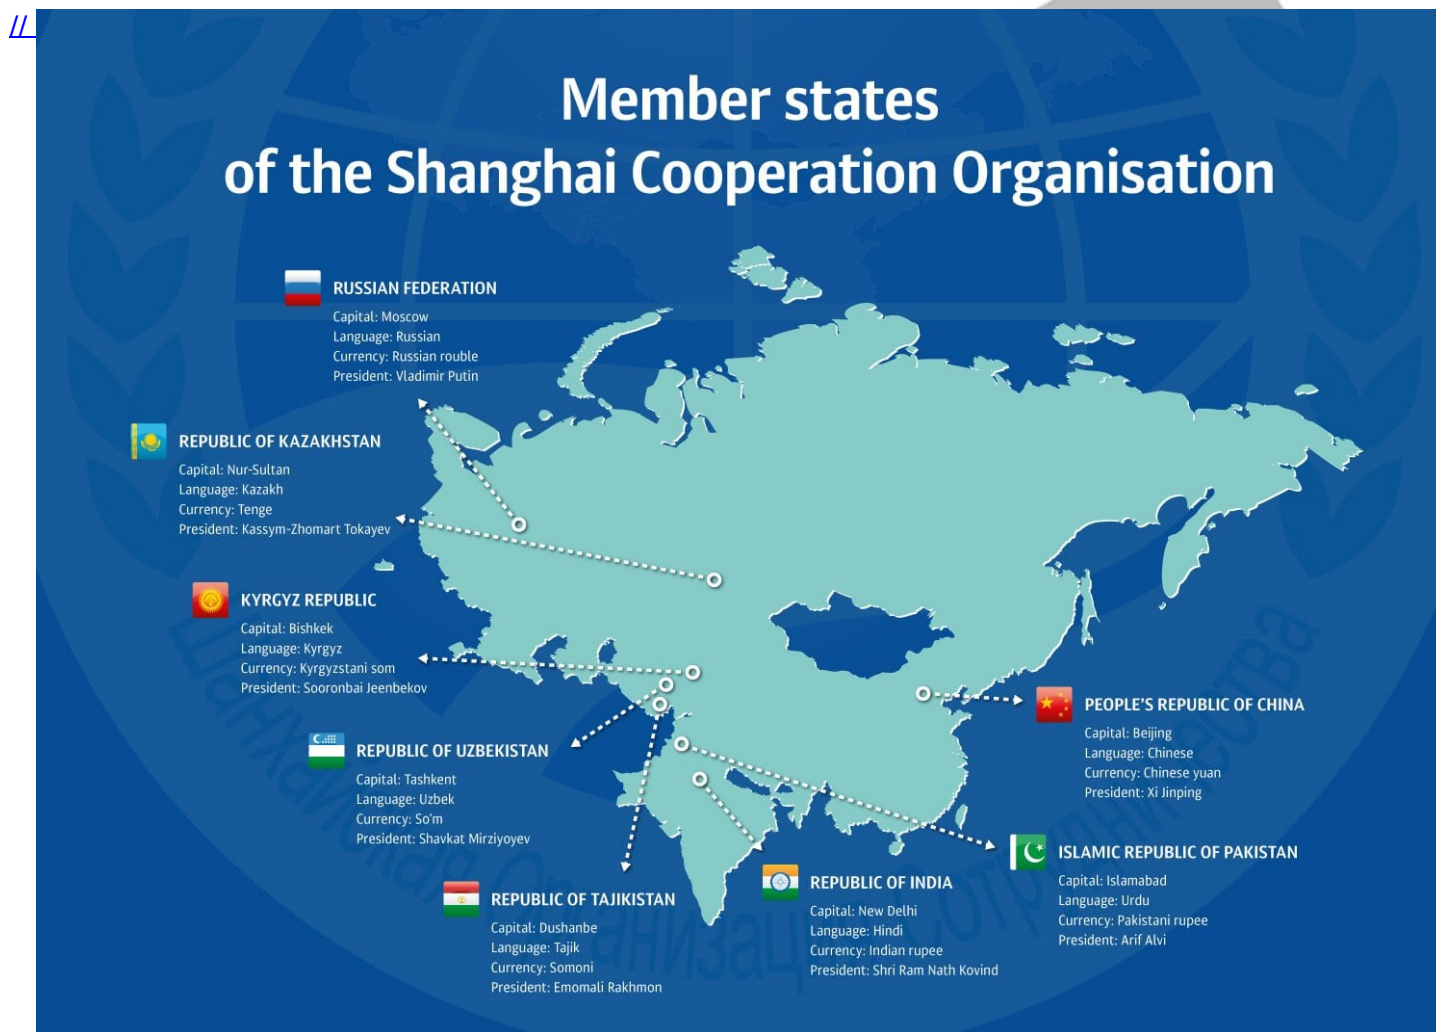 //
Member states
of the Shanghai Cooperation Organisation
RUSSIAN FEDERATION
Capital: Moscow
Language: Russian
Currency: Russian rouble
President: Vladimir Putin
REPUBLIC OF KAZAKHSTAN
Capital: Nur-Sultan
Language: Kazakh
Currency: Tenge
President: Kassym-Zhomart Tokayev
KYRGYZ REPUBLIC
Capital: Bishkek
Language: Kyrgyz
Currency: Kyrgyzstani som
President: Sooronbai Jeenbekov
REPUBLIC OF UZBEKISTAN
Capital: Tashkent
Language: Uzbek
Currency: So'm
President: Shavkat Mirziyoyev
REPUBLIC OF TAJIKISTAN
Capital: Dushanbe
Language: Tajik
Currency: Somoni
President: Emomali Rakhmon
REPUBLIC OF INDIA
Capital: New Delhi
Language: Hindi
Currency: Indian rupee
President: Shri Ram Nath Kovind
PEOPLE'S REPUBLIC OF CHINA
Capital: Beijing
Language: Chinese
Currency: Chinese yuan
President: Xi Jinping
ISLAMIC REPUBLIC OF PAKISTAN
Capital: Islamabad
Language: Urdu
Currency: Pakistani rupee
President: Arif Alvi
Шанхайская Организация Сотрудничества